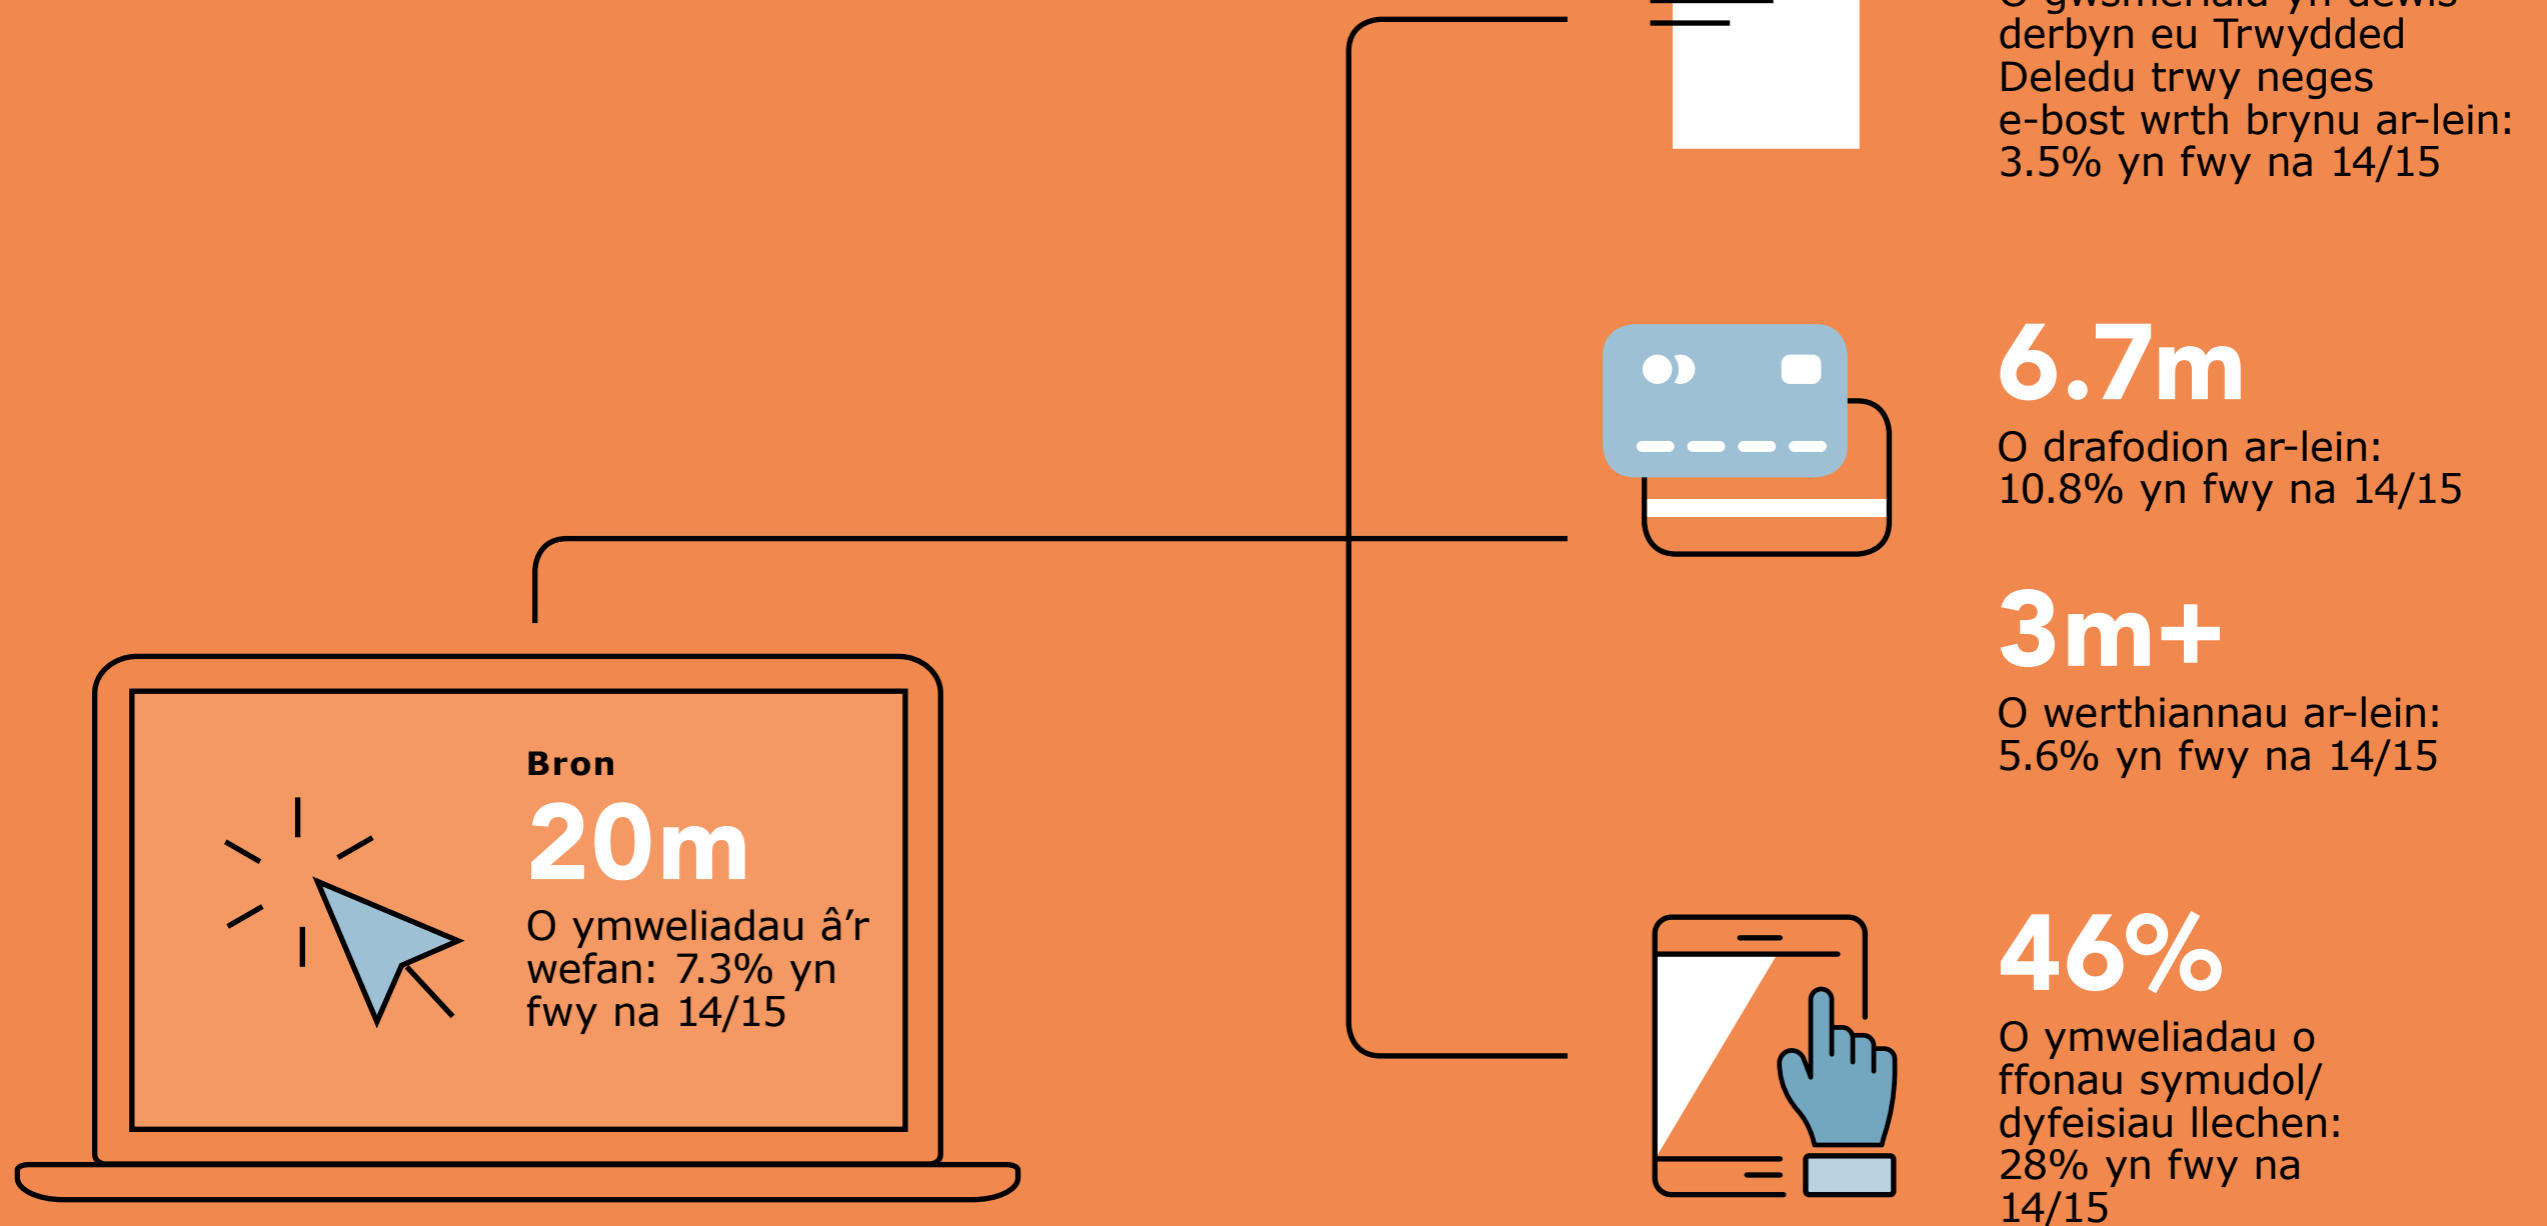 O gwsmeriaid yn dewis
derbyn eu Trwydded
Deledu trwy neges
e-bost wrth brynu ar-lein:
3.5% yn fwy na 14/15
6.7m
O drafodion ar-lein:
10.8% yn fwy na 14/15
3m+
O werthiannau ar-lein:
5.6% yn fwy na 14/15
Bron
20m
O ymweliadau â’r
wefan: 7.3% yn
fwy na 14/15
46%
O ymweliadau o
ffonau symudol/
dyfeisiau llechen:
28% yn fwy na
14/15